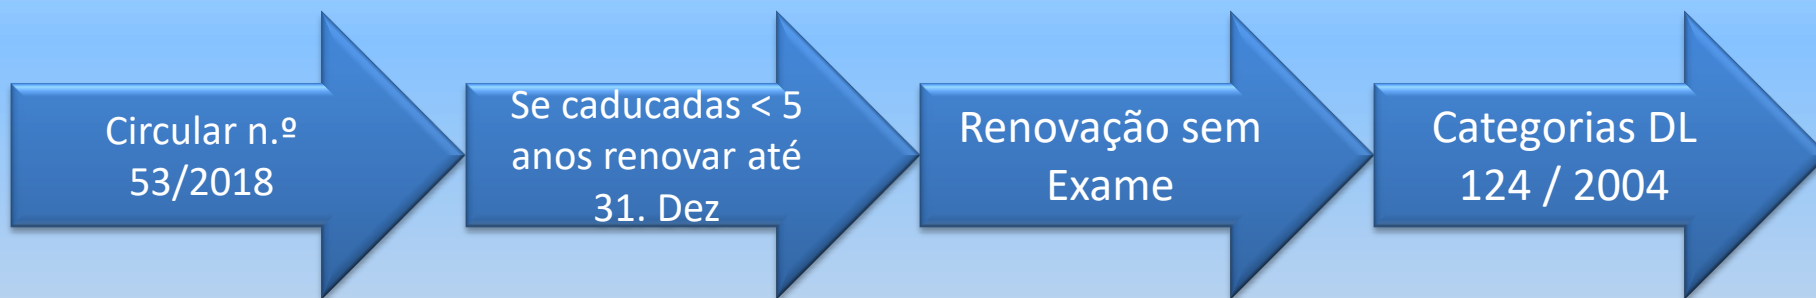 Circular n.º
53/2018
Se caducadas < 5
anos renovar até
31. Dez
Renovação sem
Exame
Categorias DL
124 / 2004